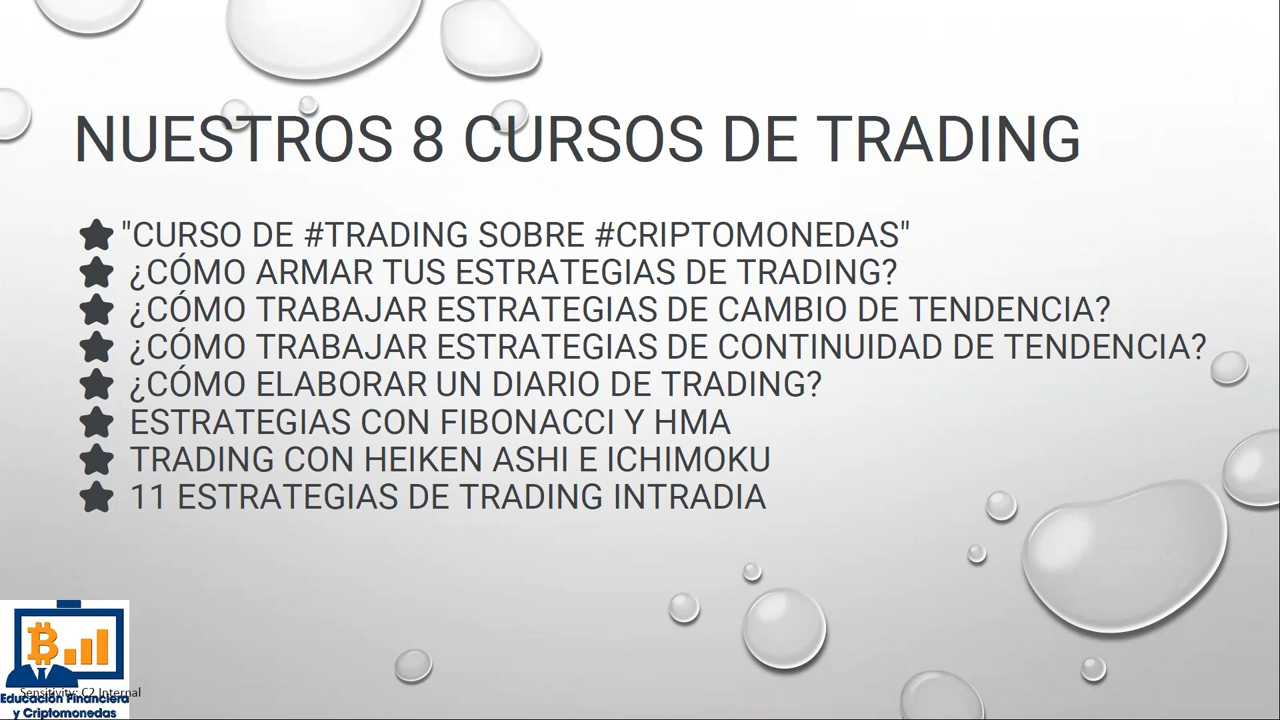 NUESTROS 8 CURSOS DE TRADING
"CURSO DE #TRADING SOBRE #CRIPTOMONEDAS"
¿CÓMO ARMAR TUS ESTRATEGIAS DE TRADING?
¿CÓMO TRABAJAR ESTRATEGIAS DE CAMBIO DE TENDENCIA?
¿CÓMO TRABAJAR ESTRATEGIAS DE CONTINUIDAD DE TENDENCIA?
¿CÓMO ELABORAR UN DIARIO DE TRADING?
ESTRATEGIAS CON FIBONACCI Y HMA
TRADING CON HEIKEN ASHI E ICHIMOKU
11 ESTRATEGIAS DE TRADING INTRADIA
Sensitivity: C2 Internal
Educación Financiera
y Criptomonedas